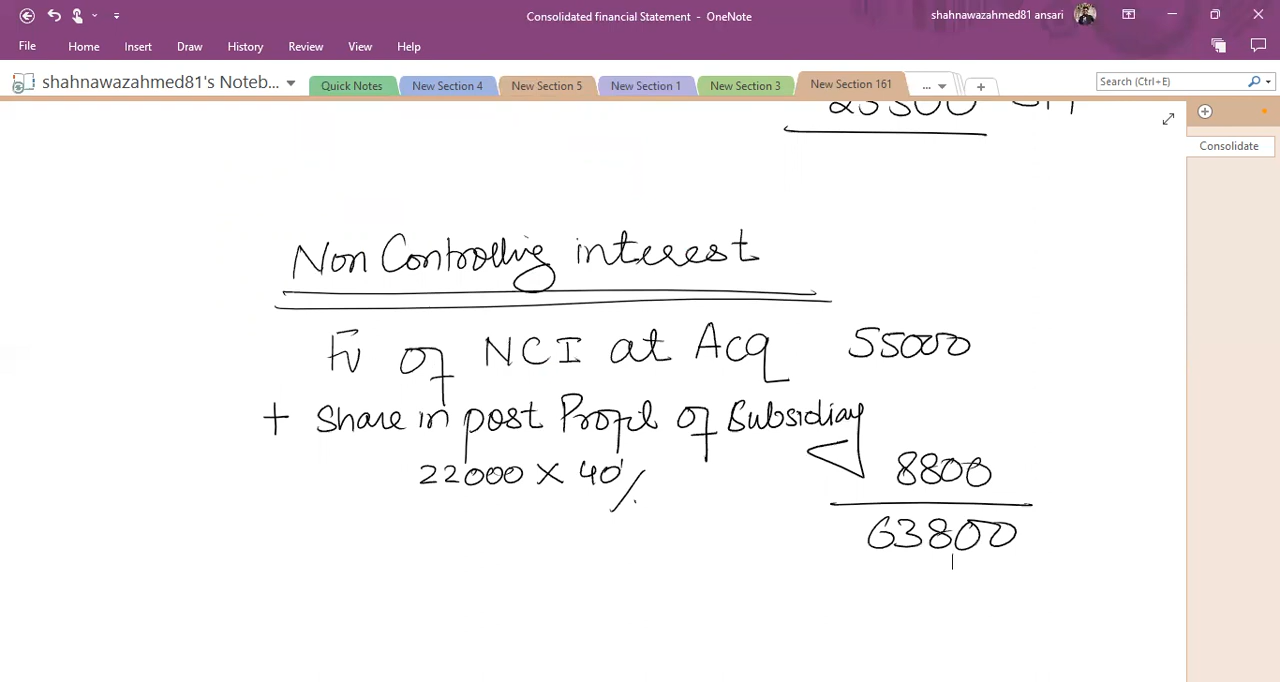 Consolidated financial Statement - OneNote
shahnawazahmed81 ansari
File Home Insert Draw History Review View Help
shahnawazahmed81's Noteb... Quick Notes New Section 4 New Section 5 New Section 1 New Section 3 New Section 161 ... + Search (Ctrl+E)
Consolidate
Non Controlling interest
FV of NCI at Acq 55000
+ Share in post Profit of Subsidiary
22000 X 40% 8800
63800